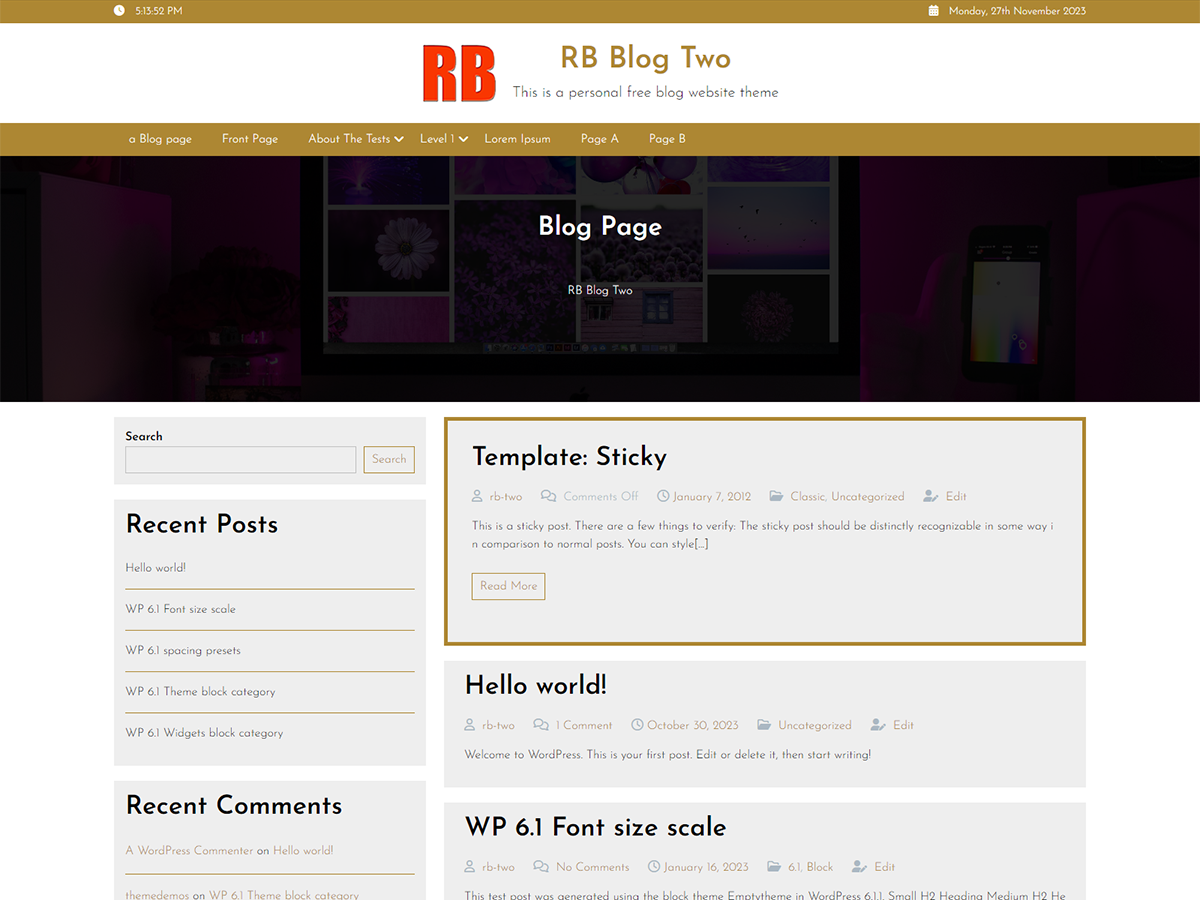 5:13:52 PM
Monday, 27th November 2023
RB
RB Blog Two
This is a personal free blog website theme
a Blog page
Front Page
About The Tests
Level 1
Lorem Ipsum
Page A
Page B
Blog Page
RB Blog Two
Search
Search
Recent Posts
Hello world!
WP 6.1 Font size scale
WP 6.1 spacing presets
WP 6.1 Theme block category
WP 6.1 Widgets block category
Recent Comments
A WordPress Commenter on Hello world!
themedemos on WP 6.1 Theme block category
Template: Sticky
rb-two Comments Off January 7, 2012 Classic, Uncategorized Edit
This is a sticky post. There are a few things to verify: The sticky post should be distinctly recognizable in some way i
n comparison to normal posts. You can style[...]
Read More
Hello world!
rb-two 1 Comment October 30, 2023 Uncategorized Edit
Welcome to WordPress. This is your first post. Edit or delete it, then start writing!
WP 6.1 Font size scale
rb-two No Comments January 16, 2023 6.1, Block Edit
This test post was generated using the block theme Emptytheme in WordPress 6.1.1. Small H2 Heading Medium H2 He